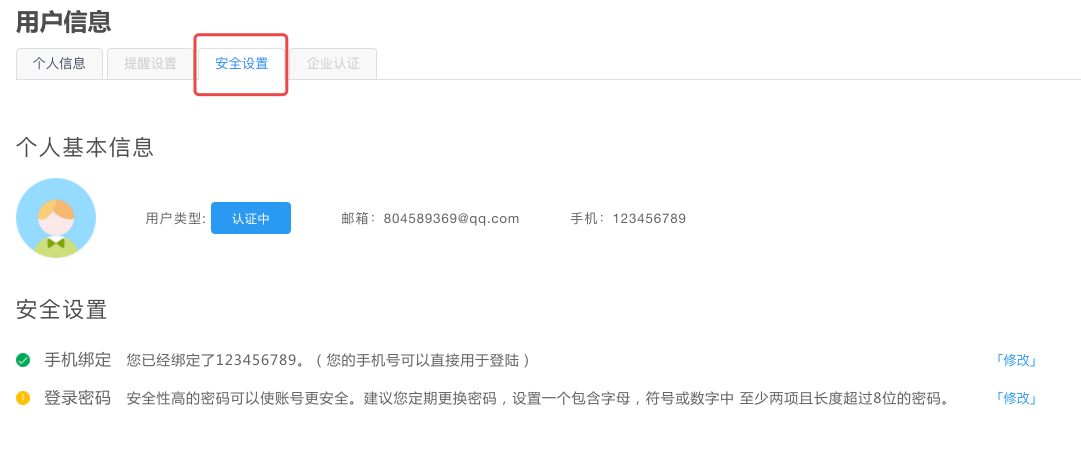 用户信息
个人信息 提醒设置 安全设置 企业认证
个人基本信息
用户类型: 认证中 邮箱：804589369@qq.com 手机：123456789
安全设置
手机绑定 您已经绑定了123456789。（您的手机号可以直接用于登陆） 「修改」
登录密码 安全性高的密码可以使账号更安全。建议您定期更换密码，设置一个包含字母，符号或数字中 至少两项且长度超过8位的密码。 「修改」